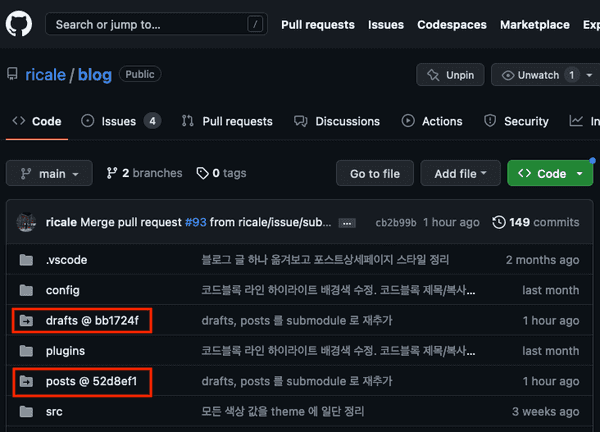 Search or jump to... /
Pull requests Issues Codespaces Marketplace
ricale / blog Public
Unpin Unwatch 1
Code Issues 4 Pull requests Discussions Actions Security
main 2 branches 0 tags Go to file Add file Code
ricale Merge pull request #93 from ricale/issue/sub... ... cb2b99b 1 hour ago 149 commits
.vscode 블로그 글 하나 옮겨보고 포스트상세페이지 스타일 정리 2 months ago
config 코드블록 라인 하이라이트 배경색 수정. 코드블록 제목/복사... last month
drafts @ bb1724f drafts, posts 를 submodule 로 재추가 1 hour ago
plugins 코드블록 라인 하이라이트 배경색 수정. 코드블록 제목/복사... last month
posts @ 52d8ef1 drafts, posts 를 submodule 로 재추가 1 hour ago
src 모든 색상 값을 theme 에 일단 정리 3 weeks ago